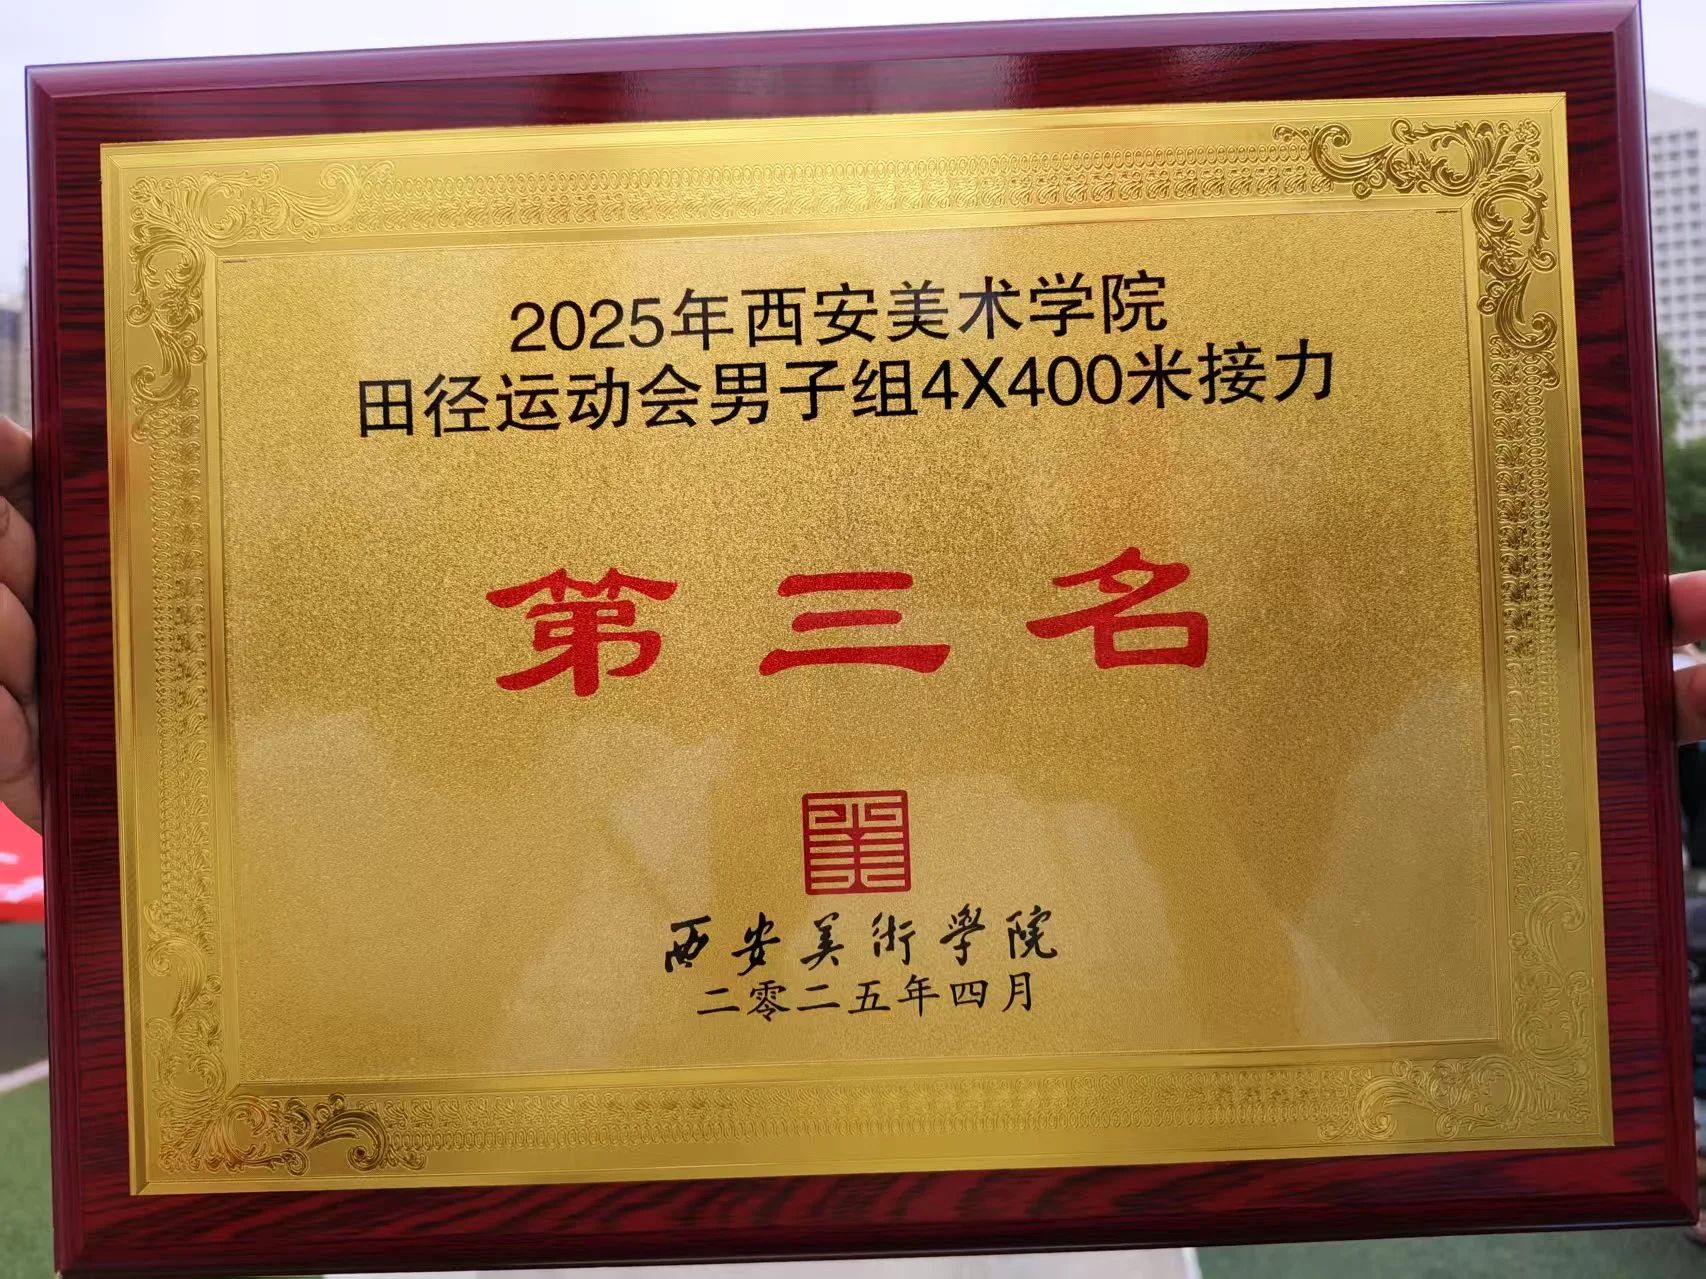 2025年西安美术学院
田径运动会男子组4X400米接力
第三名
西安美術學院
二零二五年四月